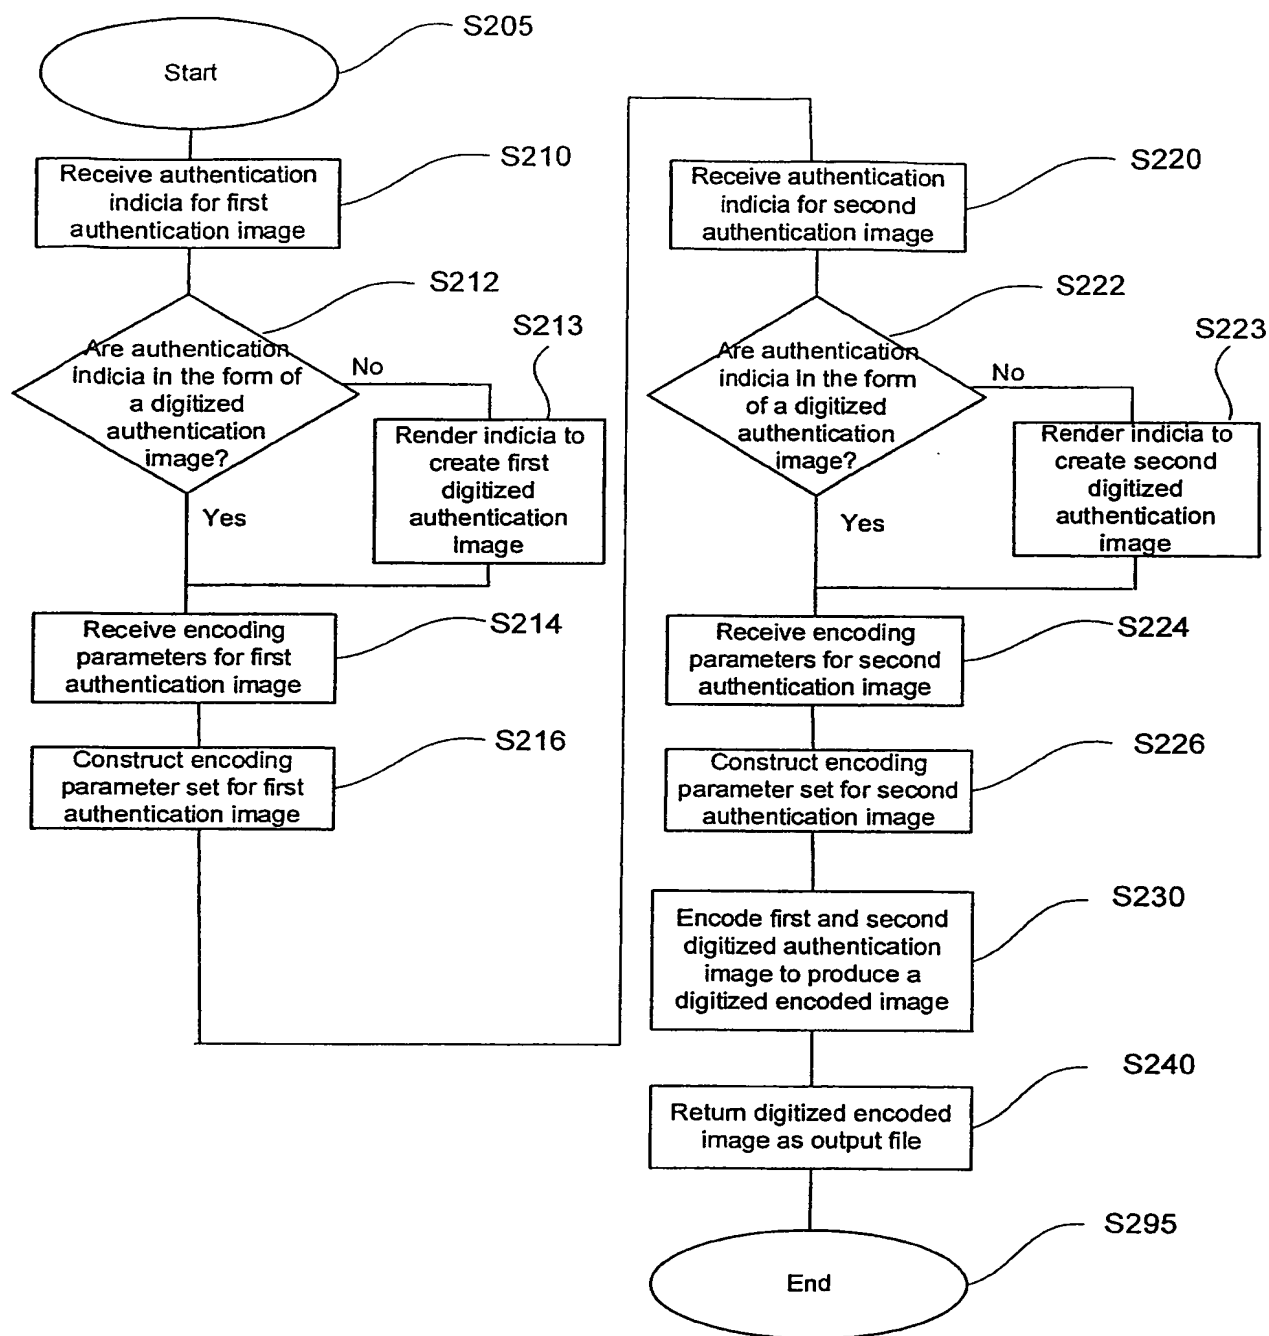 Start
S205
Receive authentication
indicia for first
authentication image
S210
Are authentication
indicia in the form of
a digitized
authentication
image?
S212
No
Yes
S213
Render indicia to
create first
digitized
authentication
image
Receive encoding
parameters for first
authentication image
S214
Construct encoding
parameter set for first
authentication image
S216
Receive authentication
indicia for second
authentication image
S220
Are authentication
indicia in the form
of a digitized
authentication
image?
S222
No
Yes
S223
Render indicia to
create second
digitized
authentication
image
Receive encoding
parameters for second
authentication image
S224
Construct encoding
parameter set for second
authentication image
S226
Encode first and second
digitized authentication
image to produce a
digitized encoded image
S230
Return digitized encoded
image as output file
S240
End
S295